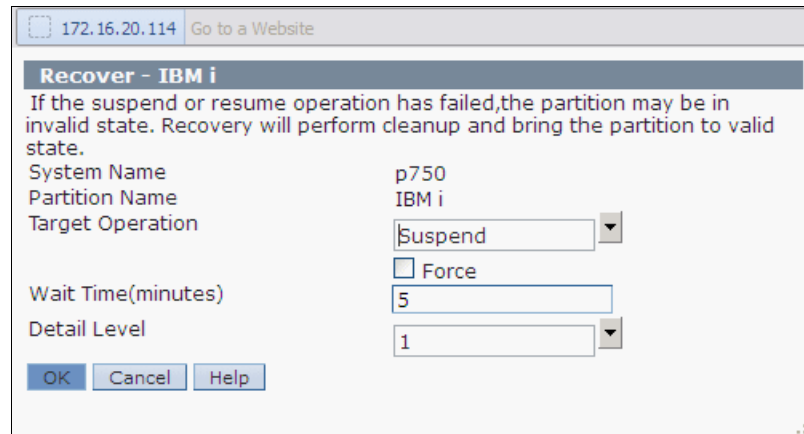 172.16.20.114 Go to a Website
Recover - IBM i
If the suspend or resume operation has failed,the partition may be in
invalid state. Recovery will perform cleanup and bring the partition to valid
state.
System Name p750
Partition Name IBM i
Target Operation Suspend
Force
Wait Time(minutes) 5
Detail Level 1
OK Cancel Help